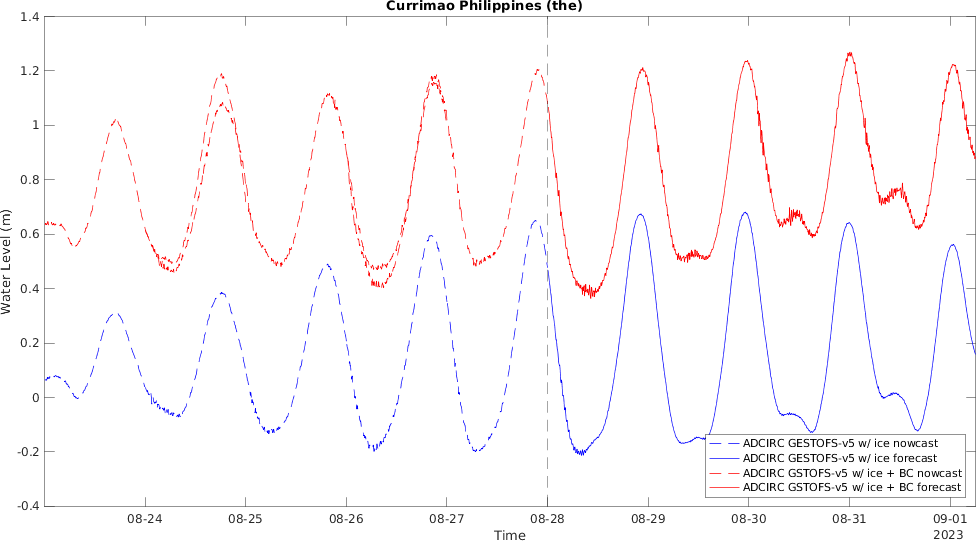 Currimao Philippines (the)
1.4
1.2
1
0.8
0.6
0.4
0.2
0
-0.2
-0.4
Water Level (m)
08-24
08-25
08-26
08-27
08-28
08-29
08-30
08-31
09-01
2023
Time
ADCIRC GESTOFS-v5 w/ ice nowcast
ADCIRC GESTOFS-v5 w/ ice forecast
ADCIRC GSTOFS-v5 w/ ice + BC nowcast
ADCIRC GSTOFS-v5 w/ ice + BC forecast